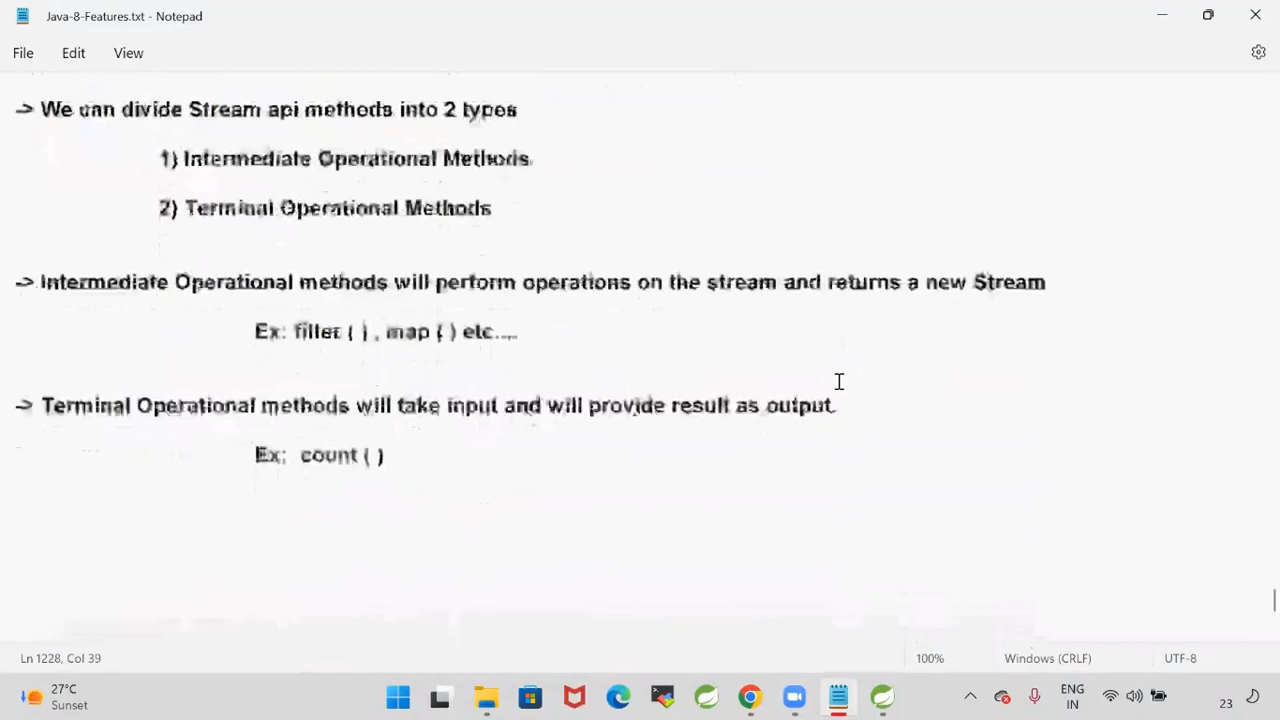 Java-8-Features.txt - Notepad
File Edit View
-> We can divide Stream api methods into 2 types
1) Intermediate Operational Methods
2) Terminal Operational Methods
-> Intermediate Operational methods will perform operations on the stream and returns a new Stream
Ex: filter ( ) , map ( ) etc....
-> Terminal Operational methods will take input and will provide result as output.
Ex: count ( )
Ln 1228, Col 39 100% Windows (CRLF) UTF-8
27°C
Sunset
ENG
IN
23